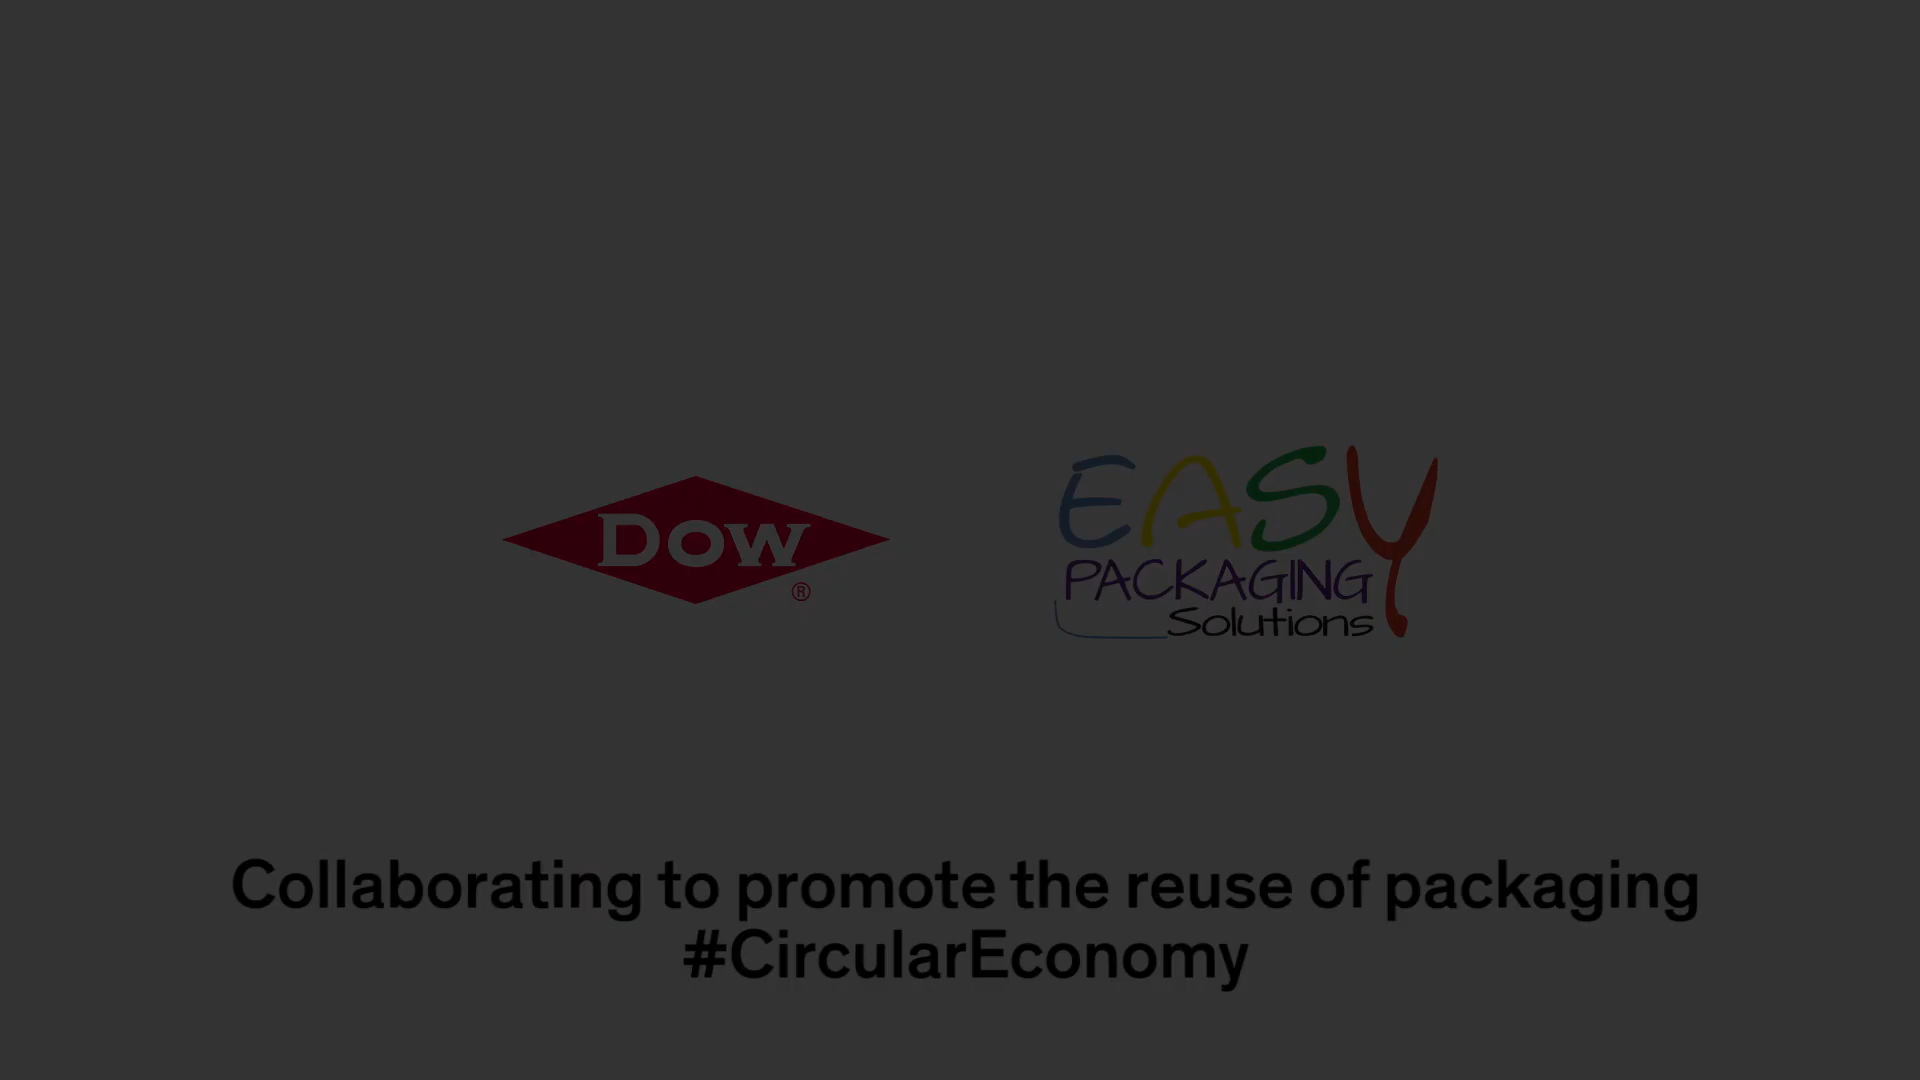 Dow
®
EASY
PACKAGING
Solutions
Collaborating to promote the reuse of packaging
#CircularEconomy